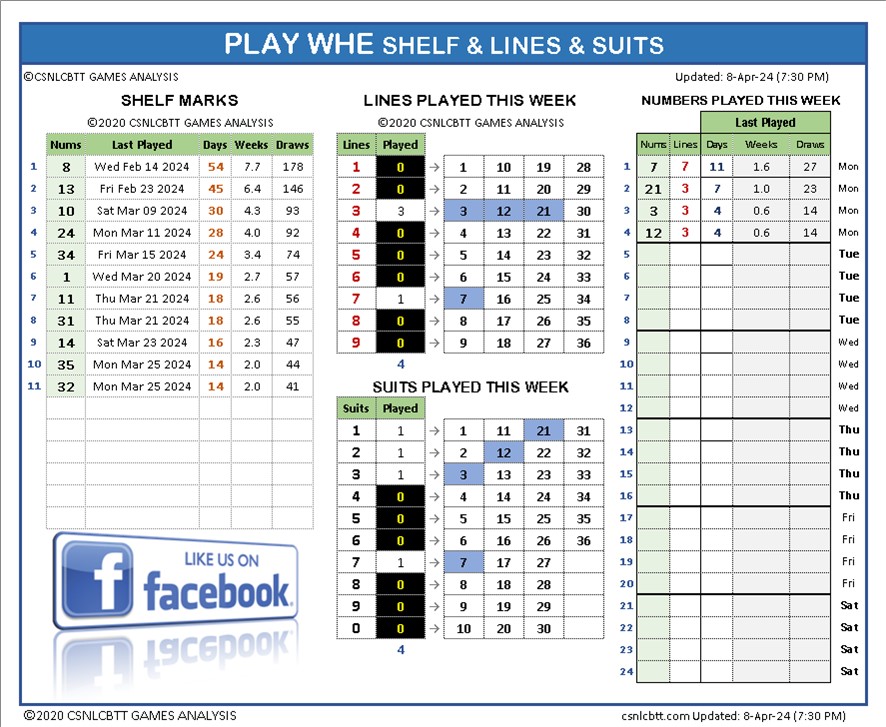 PLAY WHE SHELF & LINES & SUITS
©CSNLCBTT GAMES ANALYSIS
Updated: 8-Apr-24 (7:30 PM)
SHELF MARKS
©2020 CSNLCBTT GAMES ANALYSIS
Nums Last Played Days Weeks Draws
1 8 Wed Feb 14 2024 54 7.7 178
2 13 Fri Feb 23 2024 45 6.4 146
3 10 Sat Mar 09 2024 30 4.3 93
4 24 Mon Mar 11 2024 28 4.0 92
5 34 Fri Mar 15 2024 24 3.4 74
6 1 Wed Mar 20 2024 19 2.7 57
7 11 Thu Mar 21 2024 18 2.6 56
8 31 Thu Mar 21 2024 18 2.6 55
9 14 Sat Mar 23 2024 16 2.3 47
10 35 Mon Mar 25 2024 14 2.0 44
11 32 Mon Mar 25 2024 14 2.0 41
LIKE US ON
facebook.
LINES PLAYED THIS WEEK
©2020 CSNLCBTT GAMES ANALYSIS
Lines Played
1 0 → 1 10 19 28
2 0 → 2 11 20 29
3 3 → 3 12 21 30
4 0 → 4 13 22 31
5 0 → 5 14 23 32
6 0 → 6 15 24 33
7 1 → 7 16 25 34
8 0 → 8 17 26 35
9 0 → 9 18 27 36
4
SUITS PLAYED THIS WEEK
Suits Played
1 1 → 1 11 21 31
2 1 → 2 12 22 32
3 1 → 3 13 23 33
4 0 → 4 14 24 34
5 0 → 5 15 25 35
6 0 → 6 16 26 36
7 1 → 7 17 27
8 0 → 8 18 28
9 0 → 9 19 29
0 0 → 10 20 30
4
NUMBERS PLAYED THIS WEEK
Last Played
Nums Lines Days Weeks Draws
1 7 7 11 1.6 27 Mon
2 21 3 7 1.0 23 Mon
3 3 3 4 0.6 14 Mon
4 12 3 4 0.6 14 Mon
5 Tue
6 Tue
7 Tue
8 Tue
9 Wed
10 Wed
11 Wed
12 Wed
13 Thu
14 Thu
15 Thu
16 Thu
17 Fri
18 Fri
19 Fri
20 Fri
21 Sat
22 Sat
23 Sat
24 Sat
©2020 CSNLCBTT GAMES ANALYSIS
csnlcbtt.com Updated: 8-Apr-24 (7:30 PM)